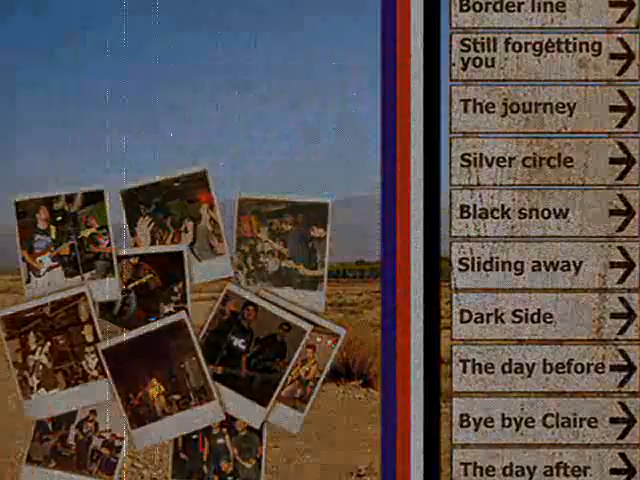 Border line
Still forgetting
you
The journey
Silver circle
Black snow
Sliding away
Dark Side
The day before
Bye bye Claire
The day after